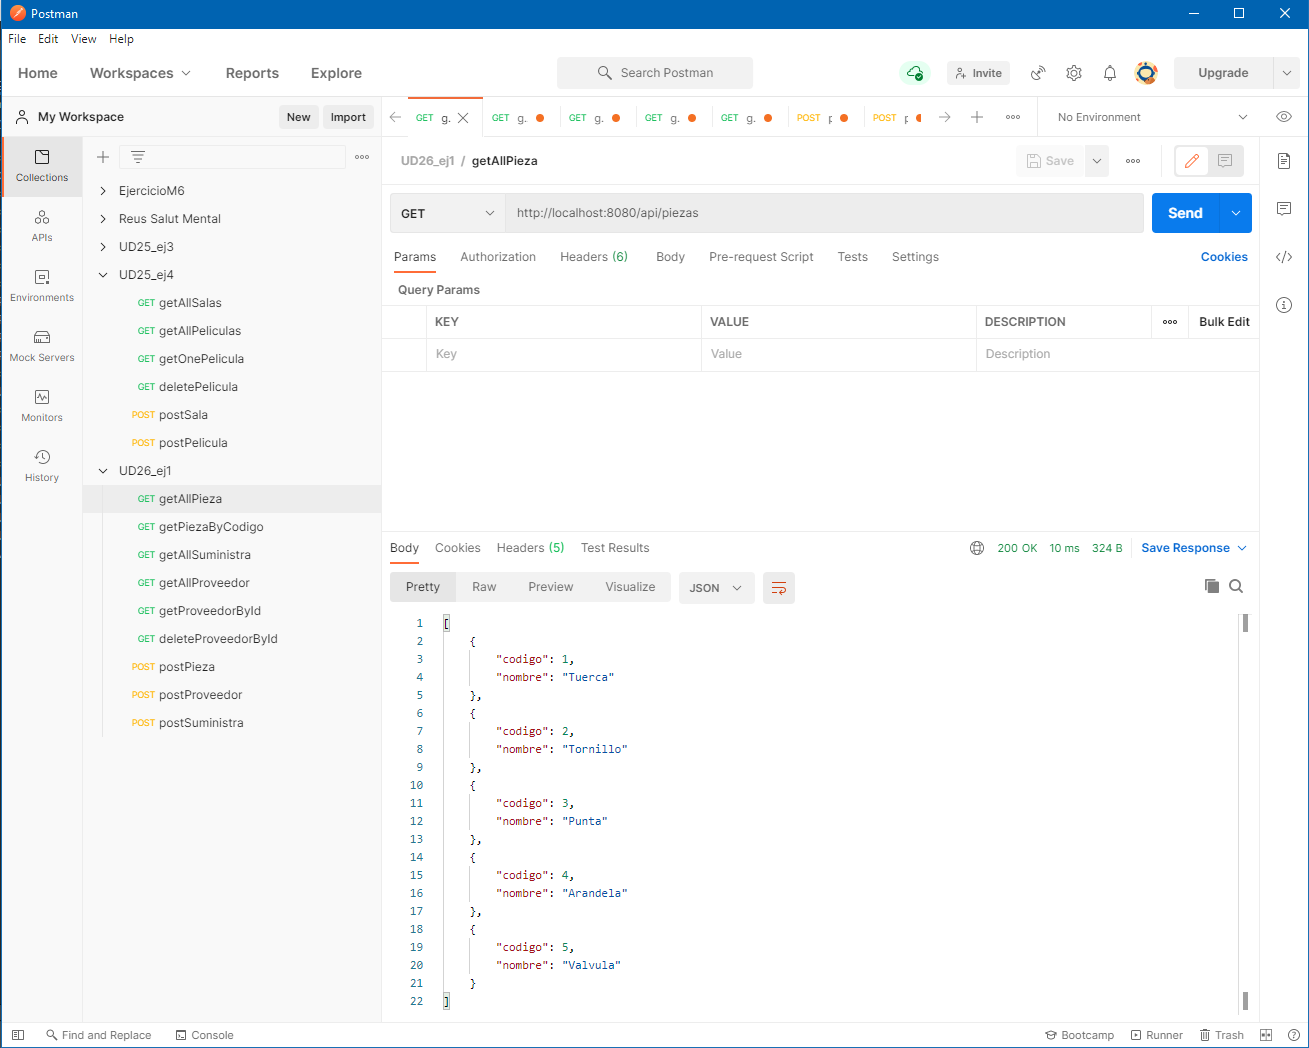 Postman
File Edit View Help
Home Workspaces Reports Explore Search Postman Invite Upgrade
My Workspace New Import
GET g. GET g. GET g. GET g. GET g. POST POST No Environment
Collections
APIs
Environments
Mock Servers
Monitors
History
EjercicioM6
Reus Salut Mental
UD25_ej3
UD25_ej4
GET getAllSalas
GET getAllPeliculas
GET getOnePelicula
GET deletePelicula
POST postSala
POST postPelicula
UD26_ej1
GET getAllPieza
GET getPiezaByCodigo
GET getAllSuministra
GET getAllProveedor
GET getProveedorById
GET deleteProveedorById
POST postPieza
POST postProveedor
POST postSuministra
UD26_ej1 / getAllPieza Save
GET http://localhost:8080/api/piezas Send
Params Authorization Headers (6) Body Pre-request Script Tests Settings Cookies
Query Params
KEY VALUE DESCRIPTION Bulk Edit
Key Value Description
Body Cookies Headers (5) Test Results 200 OK 10 ms 324 B Save Response
Pretty Raw Preview Visualize JSON
1 [
2 {
3 "codigo": 1,
4 "nombre": "Tuerca"
5 },
6 {
7 "codigo": 2,
8 "nombre": "Tornillo"
9 },
10 {
11 "codigo": 3,
12 "nombre": "Punta"
13 },
14 {
15 "codigo": 4,
16 "nombre": "Arandela"
17 },
18 {
19 "codigo": 5,
20 "nombre": "Valvula"
21 }
22 ]
Find and Replace Console Bootcamp Runner Trash